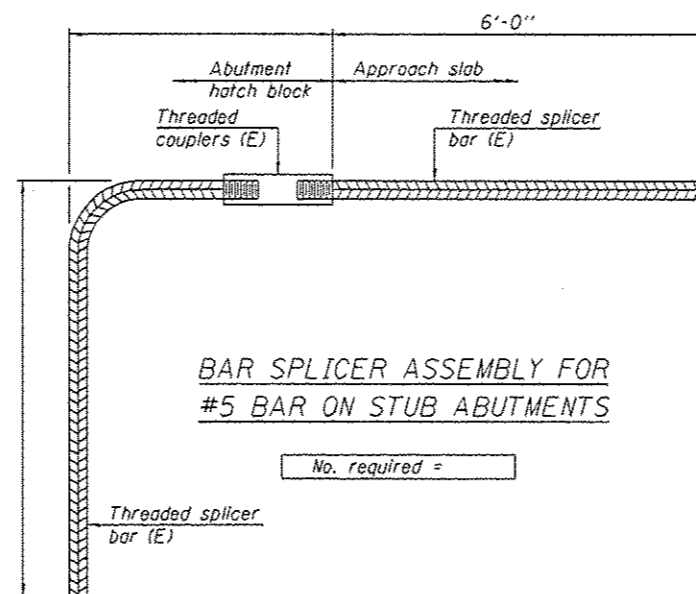 6'-0"
Abutment
hatch block
Approach slab
Threaded
couplers (E)
Threaded splicer
bar (E)
BAR SPLICER ASSEMBLY FOR
#5 BAR ON STUB ABUTMENTS
No. required =
Threaded splicer
bar (E)